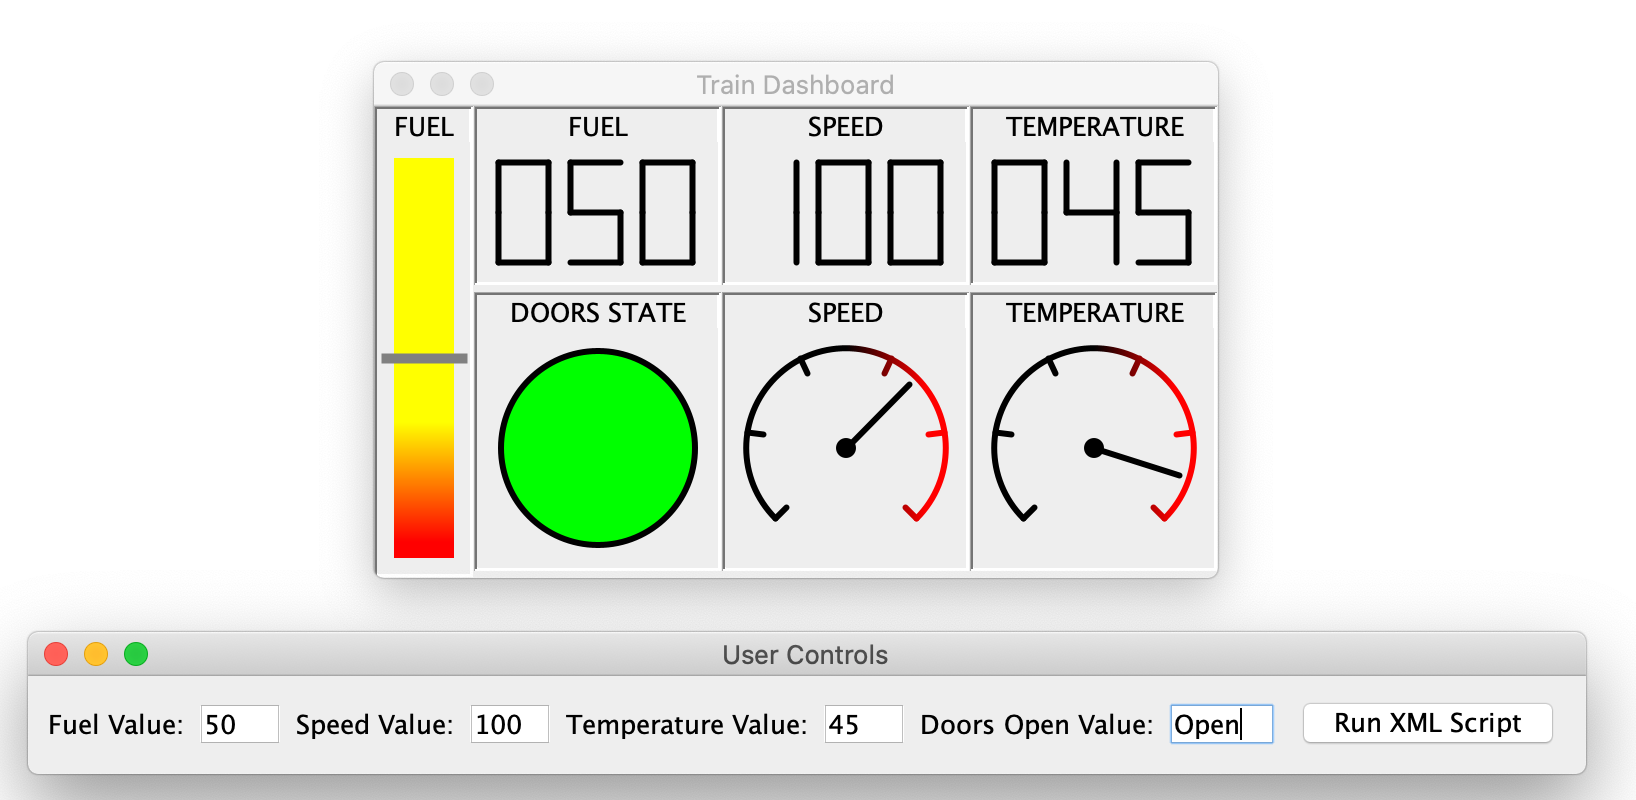 Train Dashboard
FUEL
FUEL
SPEED
TEMPERATURE
050
100
045
DOORS STATE
SPEED
TEMPERATURE
User Controls
Fuel Value: 50 Speed Value: 100 Temperature Value: 45 Doors Open Value: Open Run XML Script